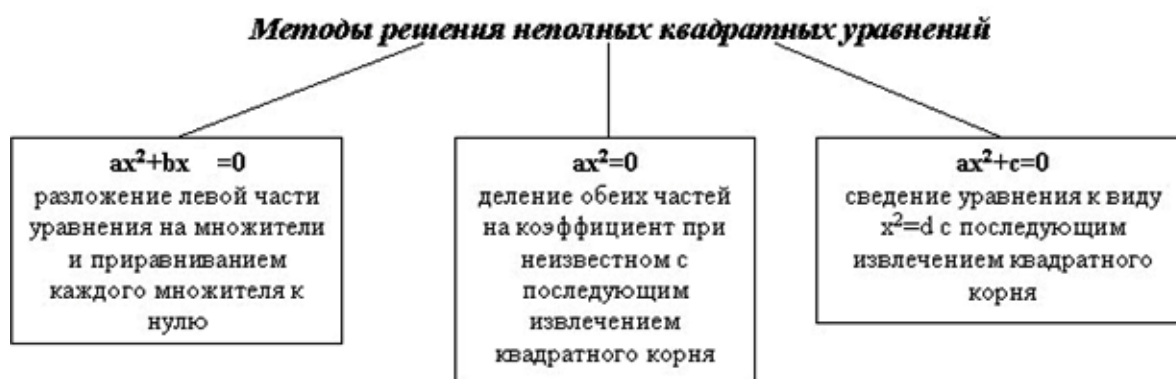 Методы решения неполных квадратных уравнений
ax²+bx =0
разложение левой части
уравнения на множители
и приравниванием
каждого множителя к
нулю
ax²=0
деление обеих частей
на коэффициент при
неизвестном с
последующим
извлечением
квадратного корня
ax²+c=0
сведение уравнения к виду
x²=d с последующим
извлечением квадратного
корня